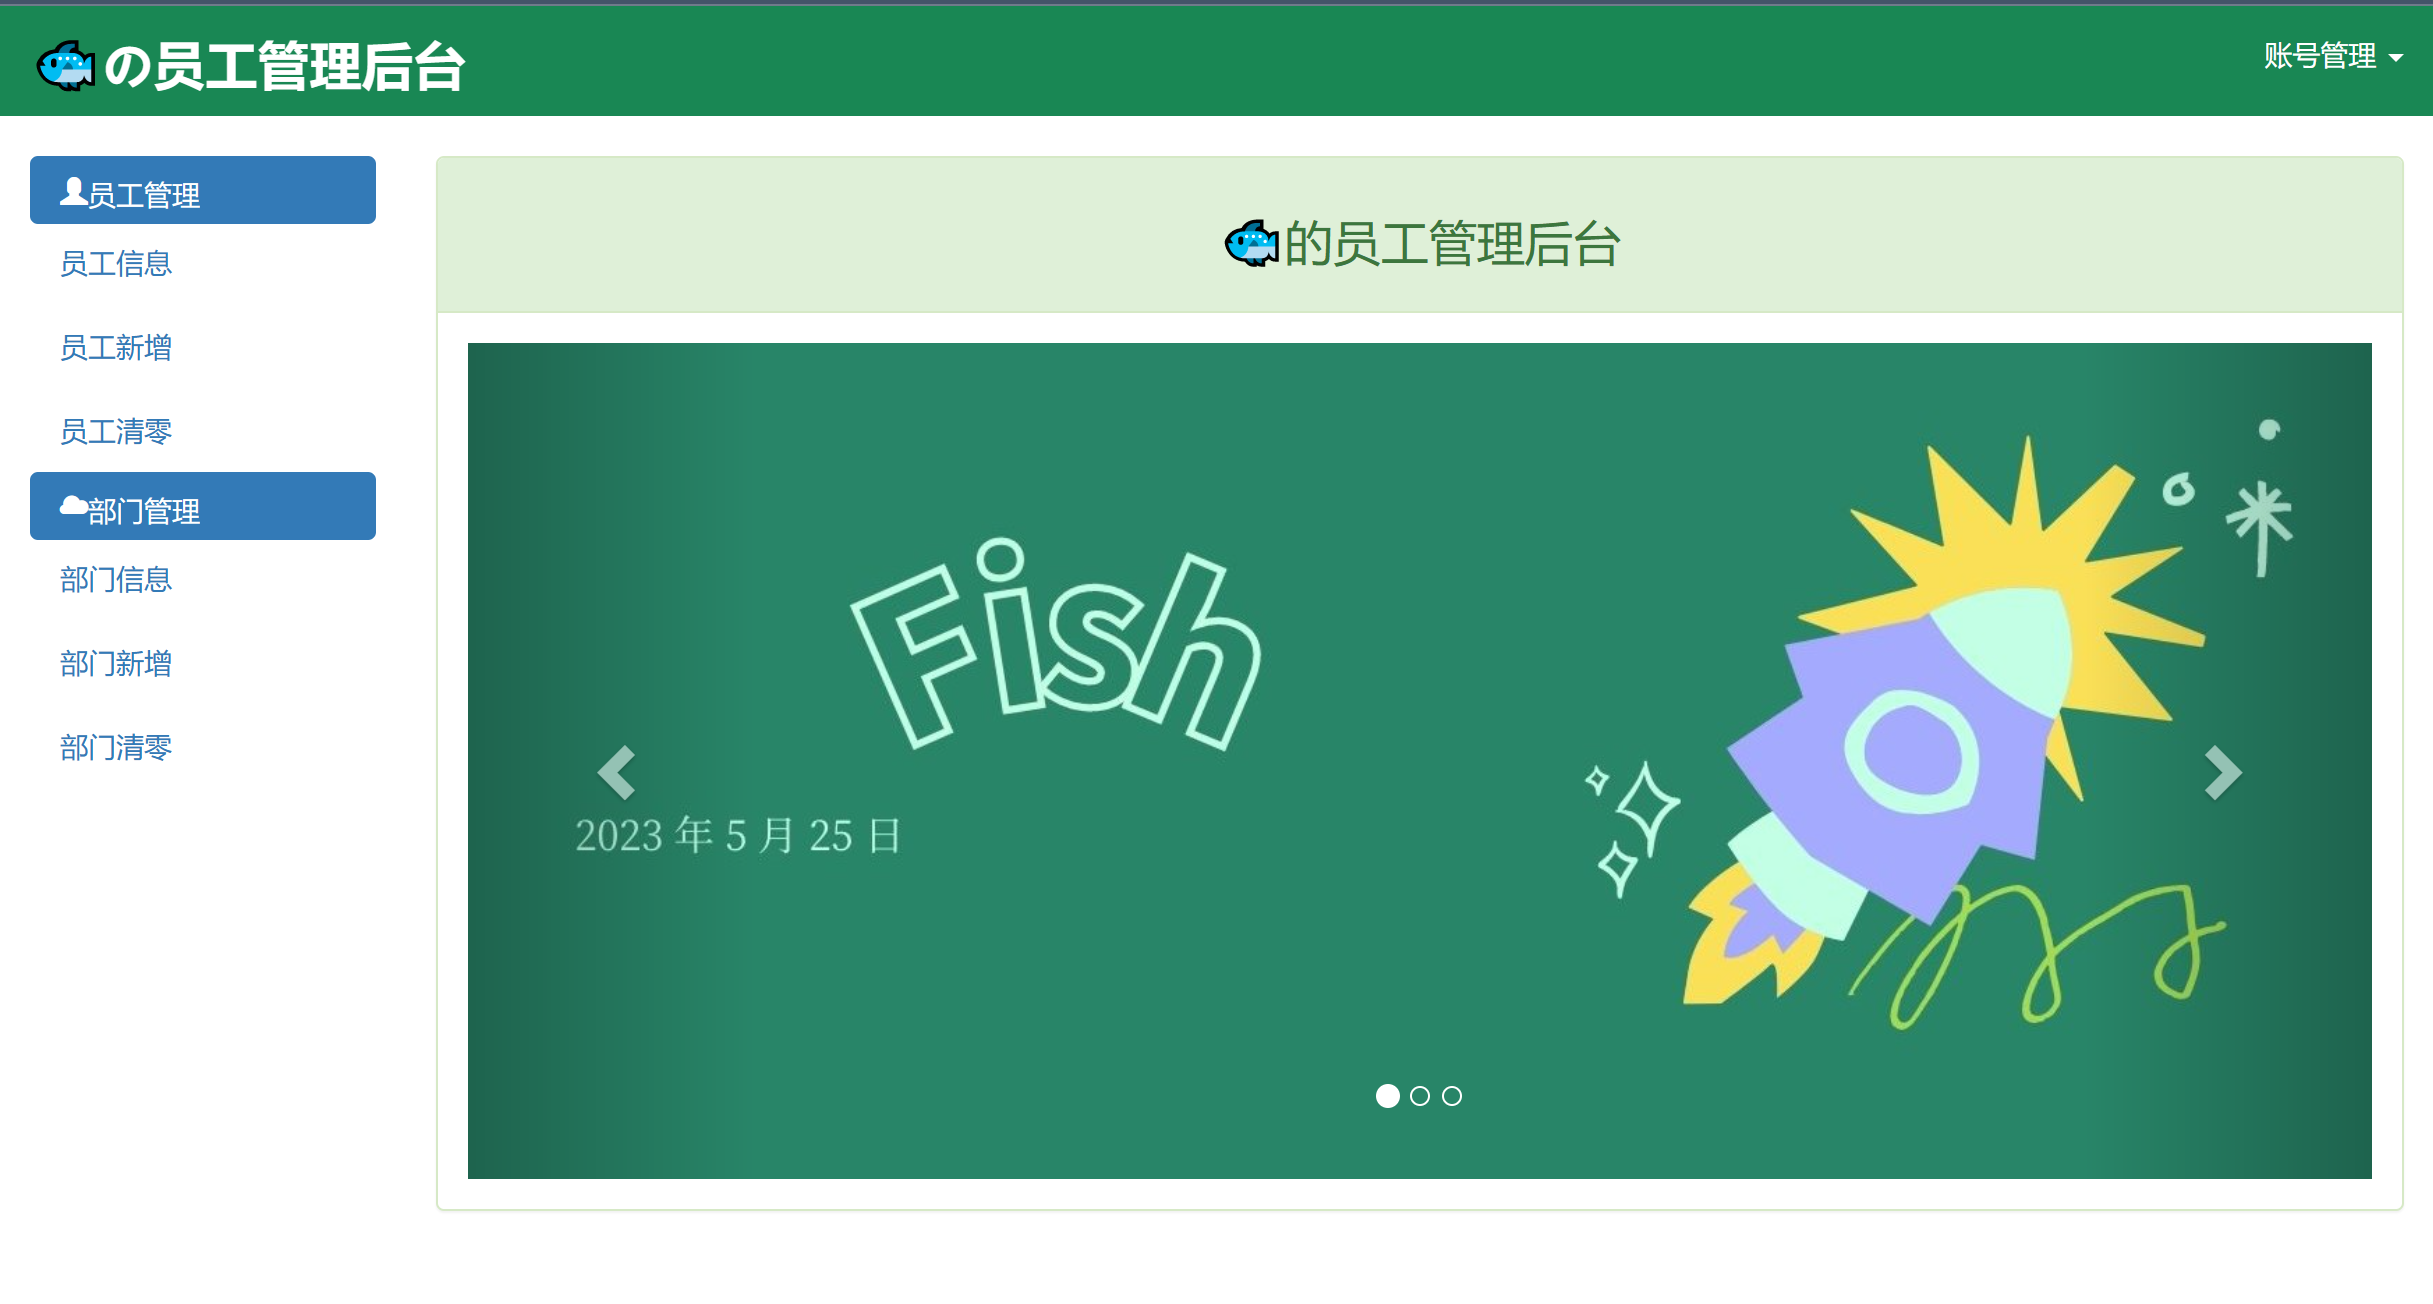 の员工管理后台
账号管理
员工管理
员工信息
员工新增
员工清零
部门管理
部门信息
部门新增
部门清零
的员工管理后台
Fish
2023 年 5 月 25 日